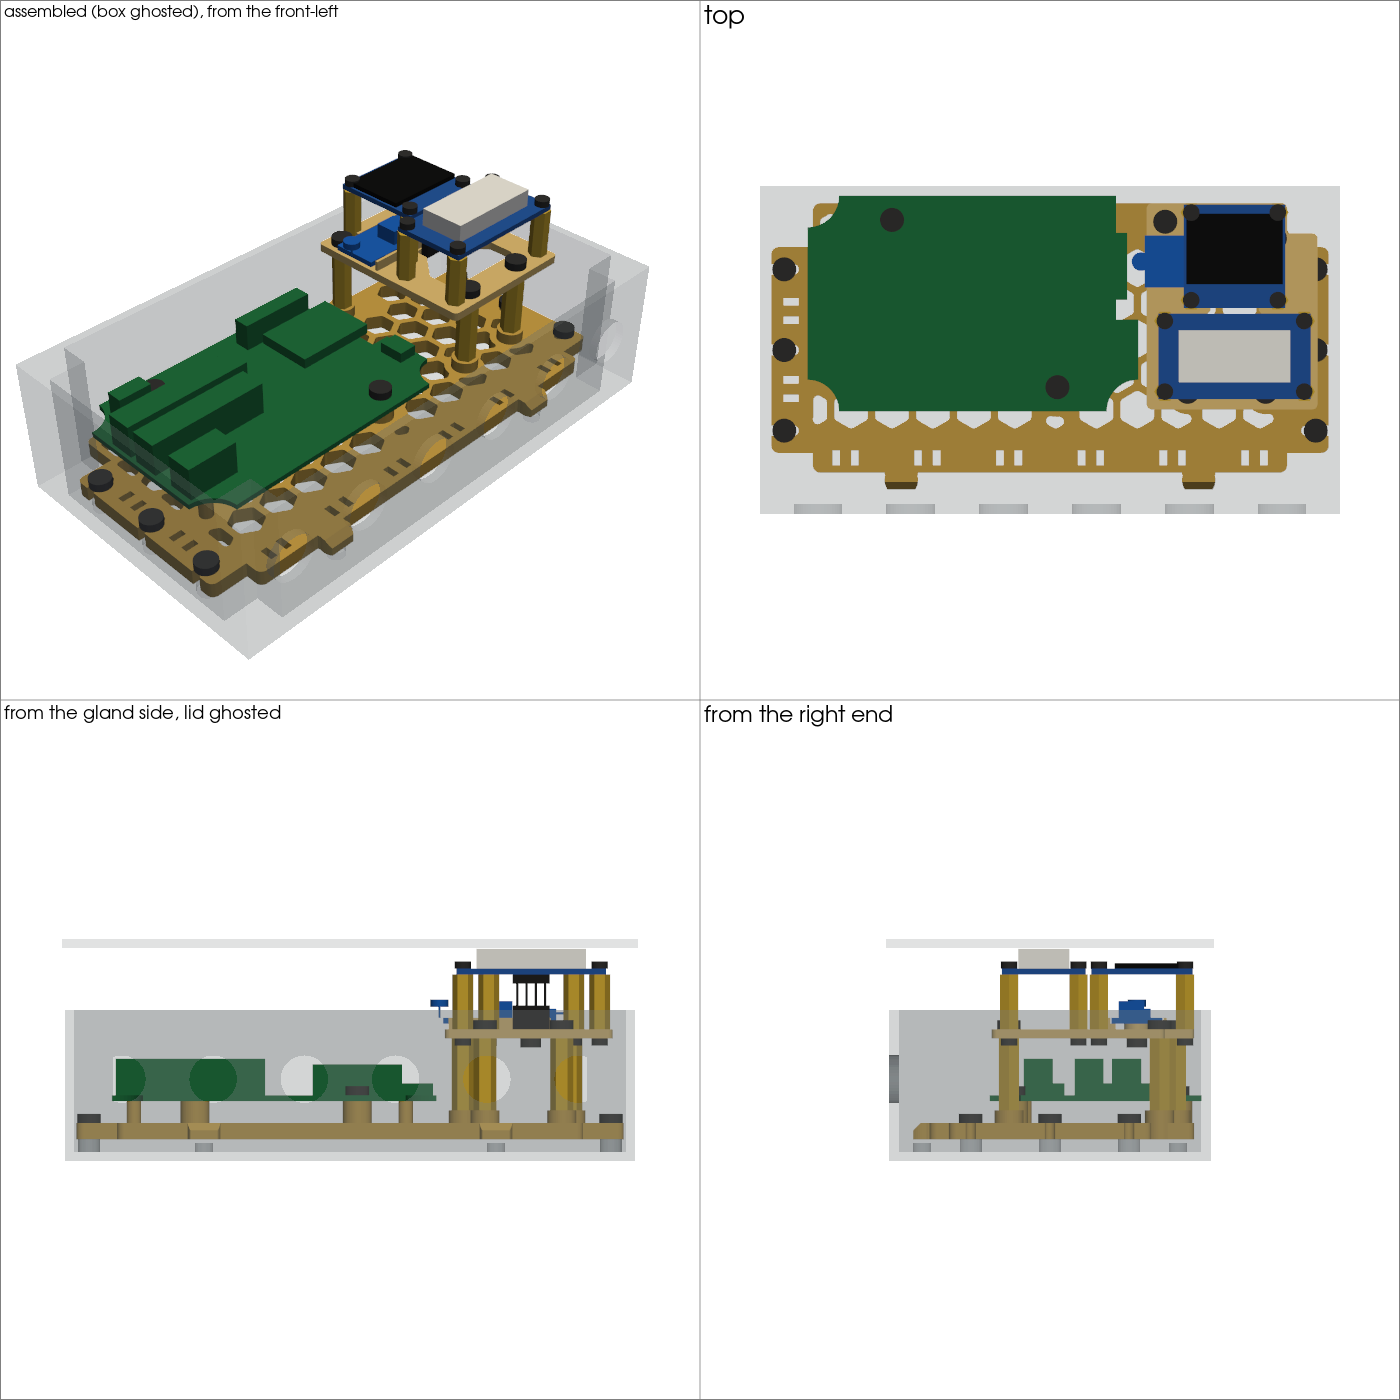 assembled (box ghosted), from the front-left
top
from the gland side, lid ghosted
from the right end